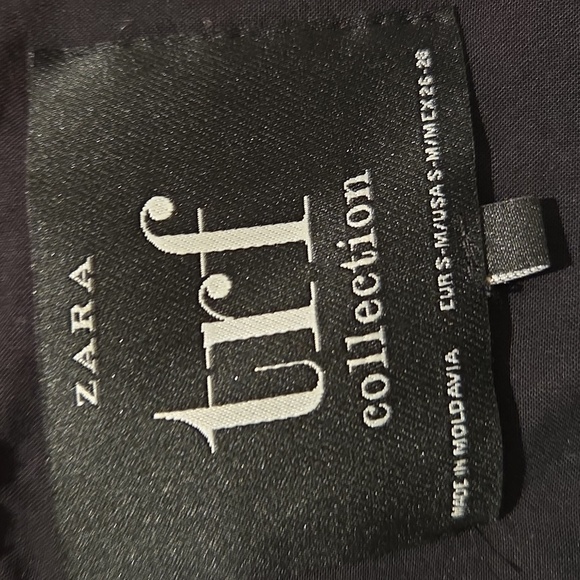 ZARA
trf
collection
MADE IN MOLDAVIA EUR S-M/USA S-M/MEX 26-28